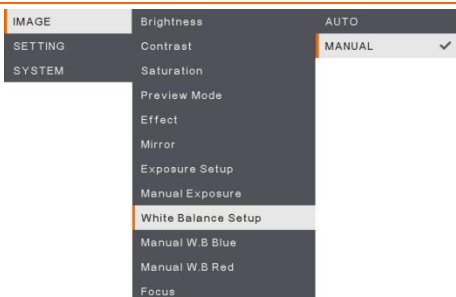 IMAGE
SETTING
SYSTEM
Brightness
Contrast
Saturation
Preview Mode
Effect
Mirror
Exposure Setup
Manual Exposure
White Balance Setup
Manual W.B Blue
Manual W.B Red
Focus
AUTO
MANUAL